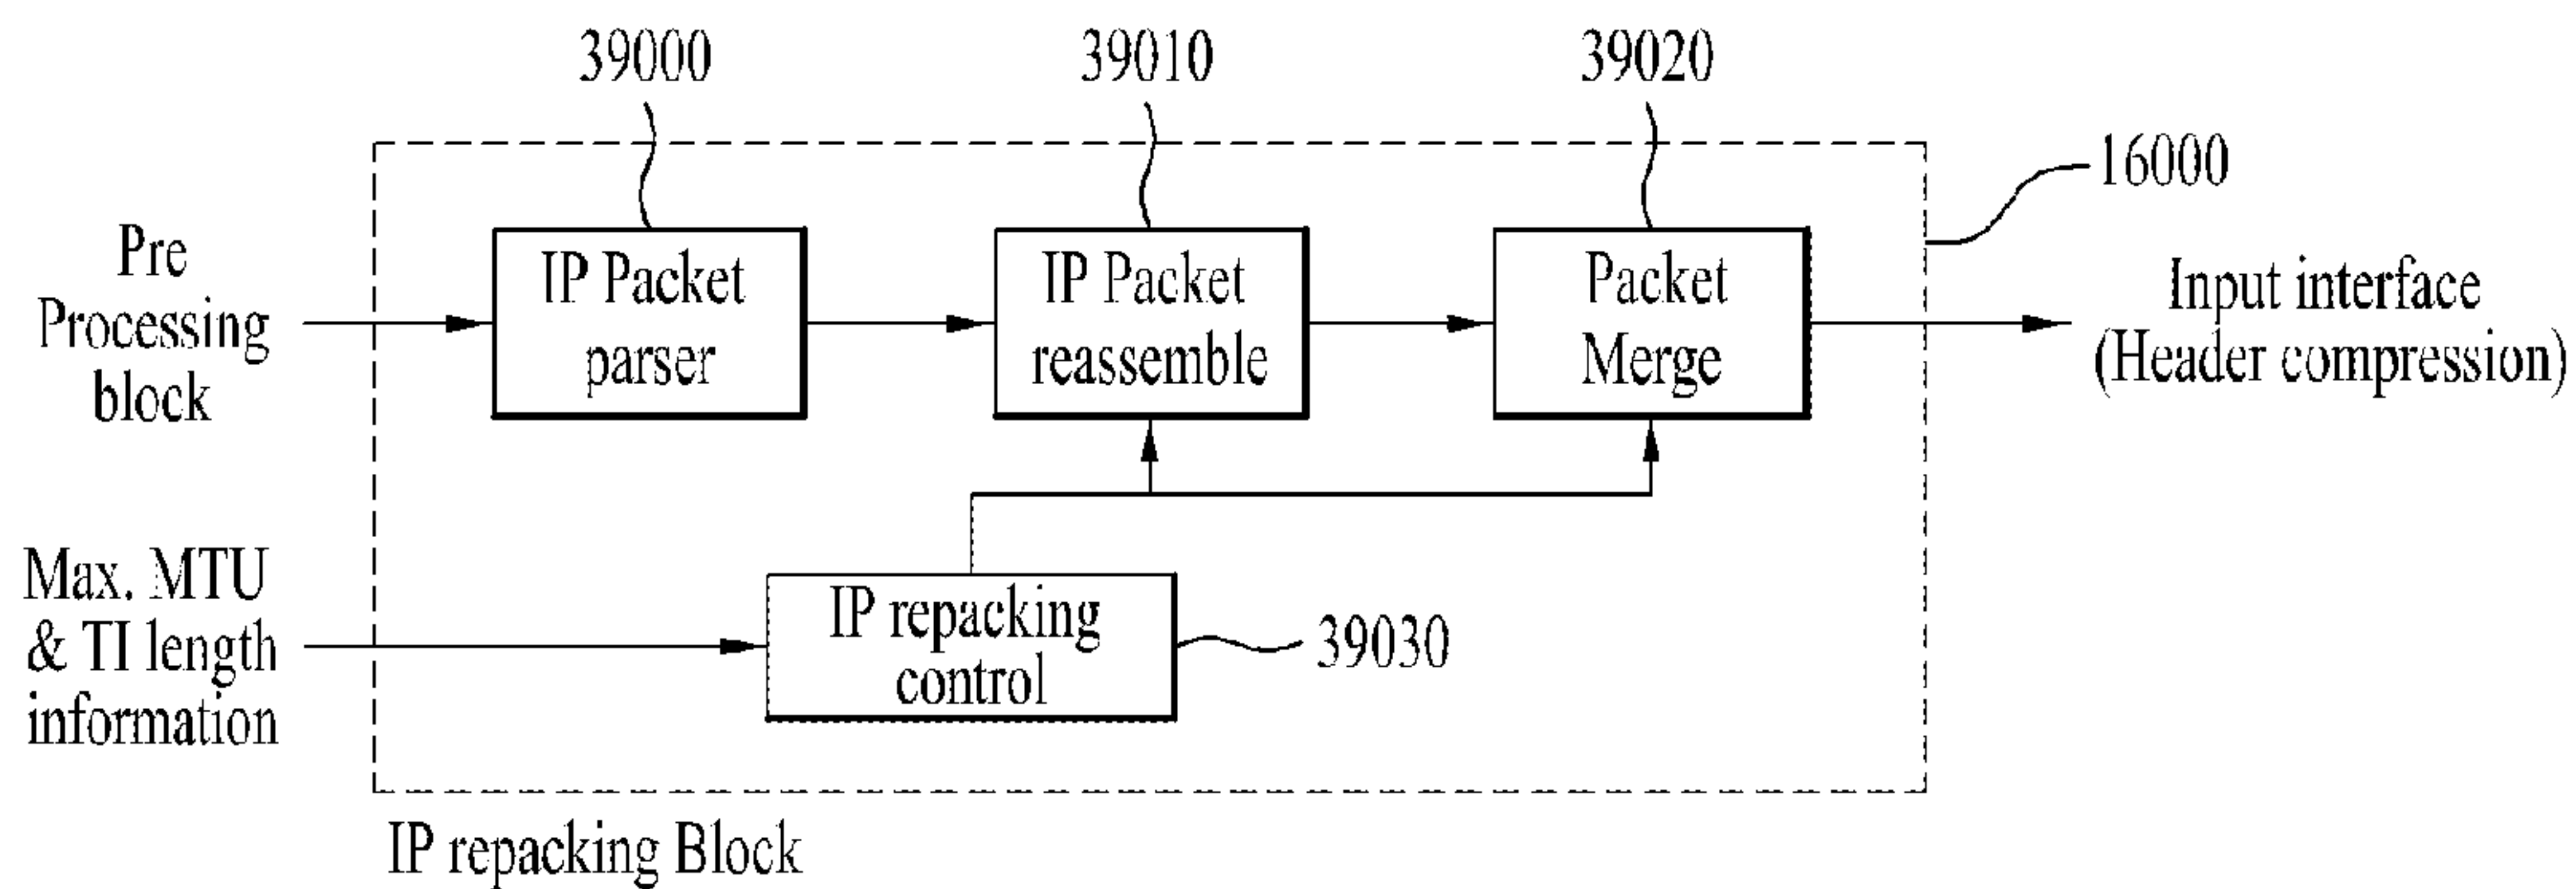 39000
39010
39020
16000
Pre
Processing
block
IP Packet
parser
IP Packet
reassemble
Packet
Merge
Input interface
(Header compression)
Max. MTU
& TI length
information
IP repacking
control
39030
IP repacking Block